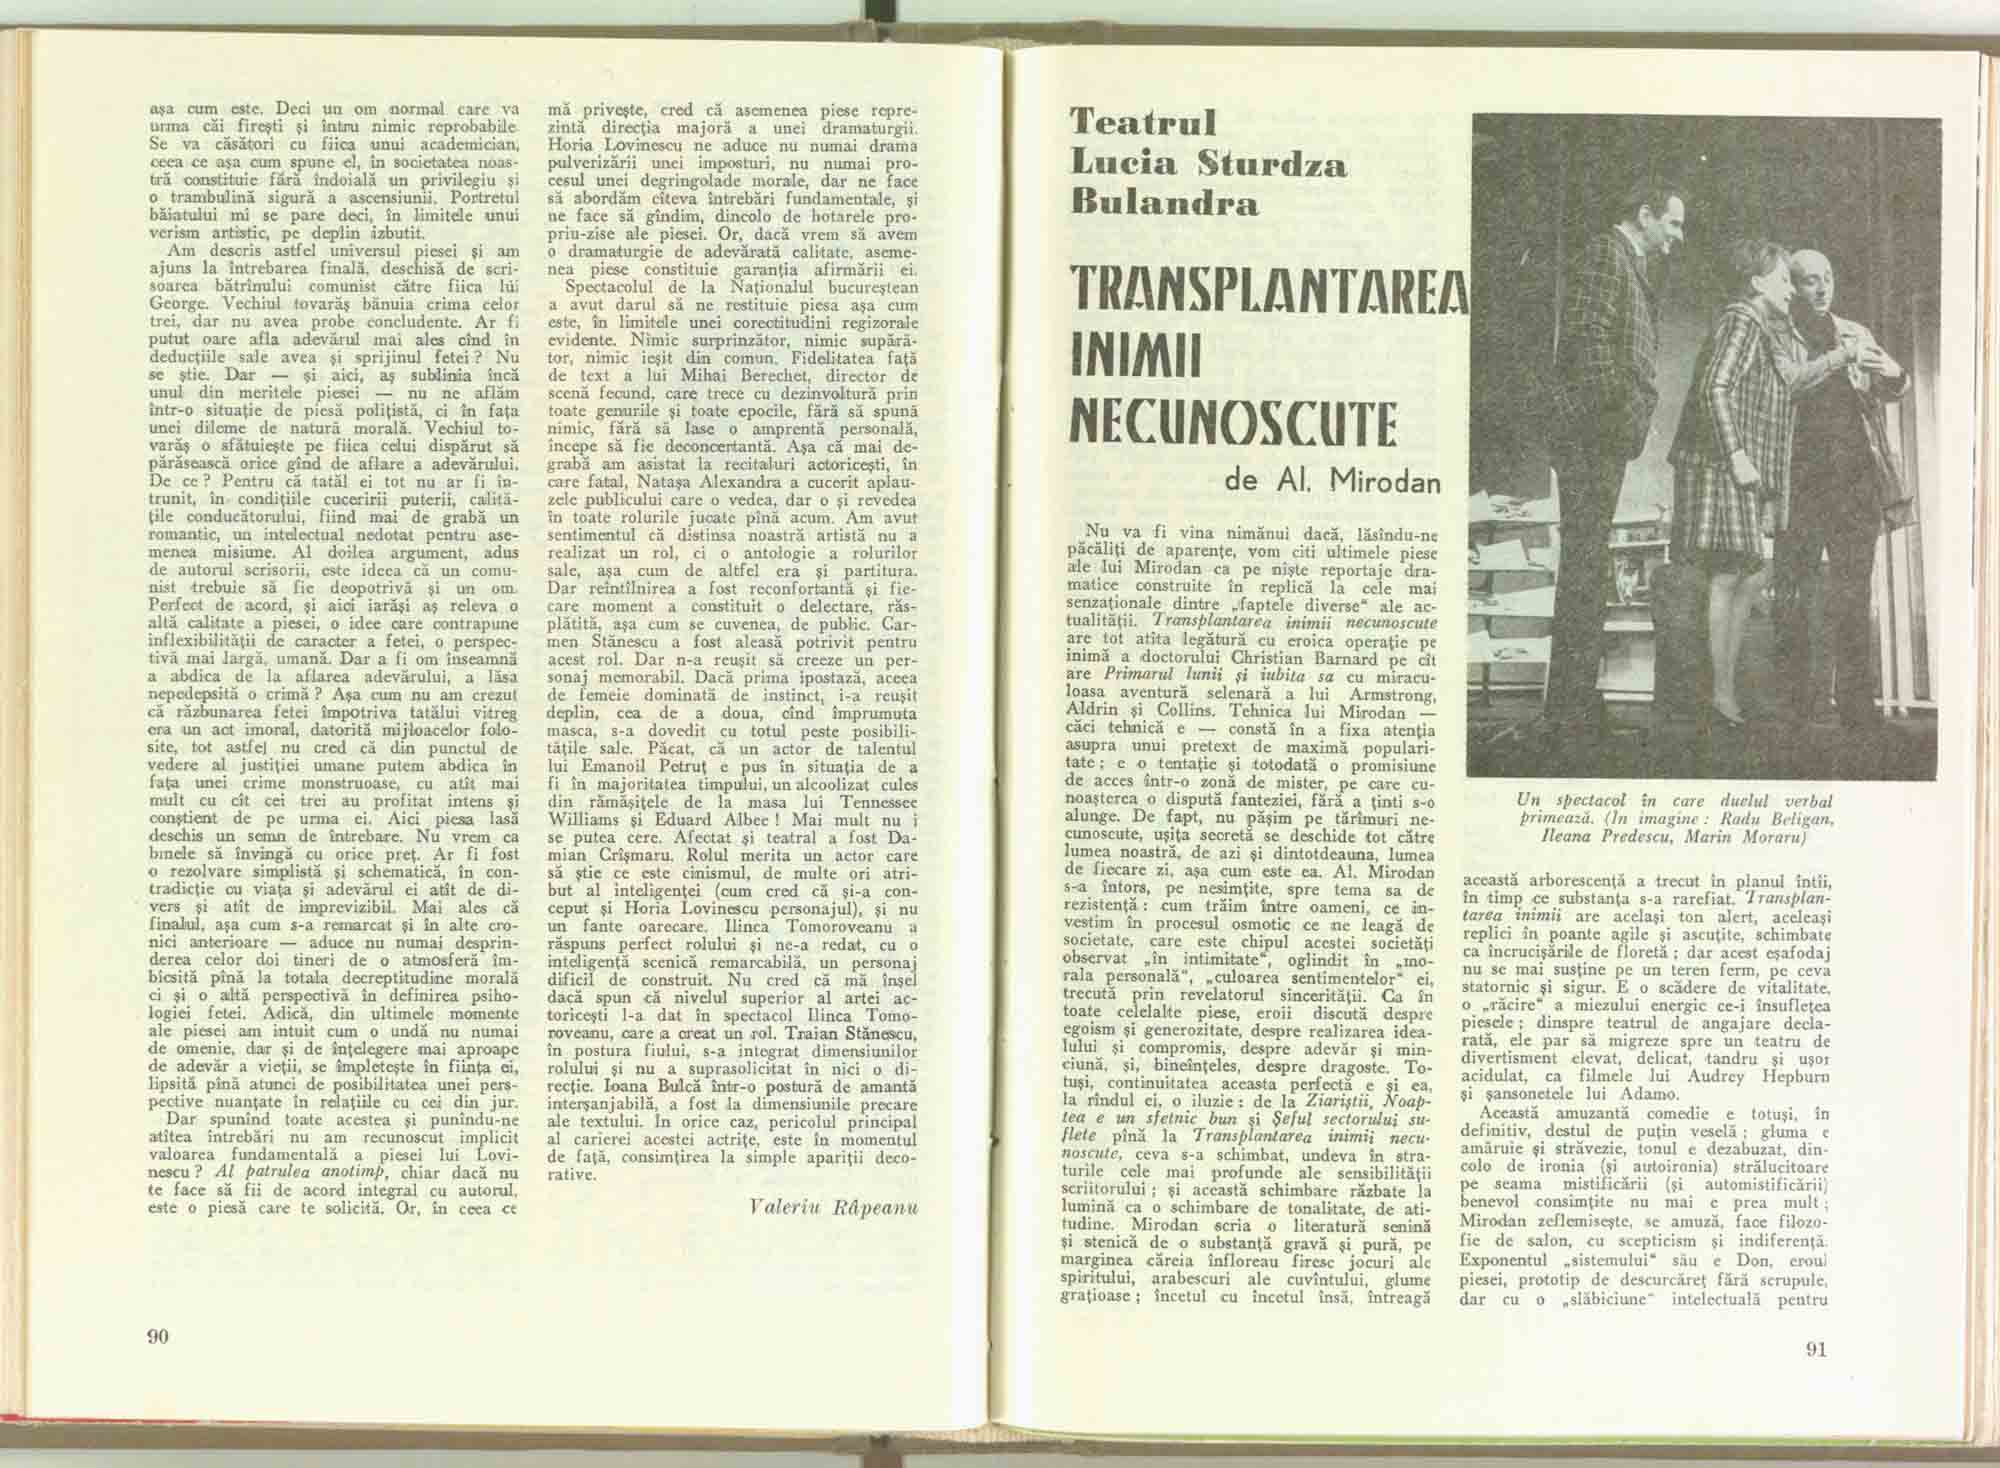 așa cum este. Deci un om normal care va
urma căi firești și întru nimic reprobabile.
Se va căsători cu fiica unui academician,
ceea ce așa cum spune el, în societatea noas-
tră constituie fără îndoială un privilegiu și
o trambulină sigură a ascensiunii. Portretul
băiatului mi se pare deci, în limitele unui
verism artistic, pe deplin izbutit.
Am descris astfel universul piesei și am
ajuns la întrebarea finală, deschisă de scri-
soarea bătrînului comunist către fiica lui
George. Vechiul tovarăș bănuia crima celor
trei, dar nu avea probe concludente. Ar fi
putut oare afla adevărul mai ales cînd în
deducțiile sale avea și sprijinul fetei ? Nu
se știe. Dar — și aici, aș sublinia încă
unul din meritele piesei — nu ne aflăm
într-o situație de piesă polițistă, ci în fața
unei dileme de natură morală. Vechiul to-
varăș o sfătuiește pe fiica celui dispărut să
părăsească orice gînd de aflare a adevărului.
De ce ? Pentru că tatăl ei tot nu ar fi în-
trunit, în condițiile cuceririi puterii, calită-
țile conducătorului, fiind mai de grabă un
romantic, un intelectual nedotat pentru ase-
menea misiune. Al doilea argument, adus
de autorul scrisorii, este ideea că un comu-
nist trebuie să fie deopotrivă și un om.
Perfect de acord, și aici iarăși aș releva o
altă calitate a piesei, o idee care contrapune
inflexibilității de caracter a fetei, o perspec-
tivă mai largă, umană. Dar a fi om înseamnă
a abdica de la aflarea adevărului, a lăsa
nepedepsită o crimă ? Așa cum nu am crezut
că răzbunarea fetei împotriva tatălui vitreg
era un act imoral, datorită mijloacelor folo-
site, tot astfel nu cred că din punctul de
vedere al justiției umane putem abdica în
fața unei crime monstruoase, cu atît mai
mult cu cît cei trei au profitat intens și
conștient de pe urma ei. Aici piesa lasă
deschis un semn de întrebare. Nu vrem ca
binele să învingă cu orice preț. Ar fi fost
o rezolvare simplistă și schematică, în con-
tradicție cu viața și adevărul ei atît de di-
vers și atît de imprevizibil. Mai ales că
finalul, așa cum s-a remarcat și în alte cro-
nici anterioare — aduce nu numai desprin-
derea celor doi tineri de o atmosferă îm-
bicsită pînă la totala decreptitudine morală
ci și o altă perspectivă în definirea psiho-
logiei fetei. Adică, din ultimele momente
ale piesei am intuit cum o undă nu numai
de omenie, dar și de înțelegere mai aproape
de adevăr a vieții, se împletește în ființa ei,
lipsită pînă atunci de posibilitatea unei pers-
pective nuanțate în relațiile cu cei din jur.
Dar spunînd toate acestea și punîndu-ne
atîtea întrebări nu am recunoscut implicit
valoarea fundamentală a piesei lui Lovi-
nescu ? Al patrulea anotimp, chiar dacă nu
te face să fii de acord integral cu autorul,
este o piesă care te solicită. Or, în ceea ce
90
mă privește, cred că asemenea piese repre-
zintă direcția majoră a unei dramaturgii.
Horia Lovinescu ne aduce nu numai drama
pulverizării unei imposturi, nu numai pro-
cesul unei degringolade morale, dar ne face
să abordăm cîteva întrebări fundamentale, și
ne face să gîndim, dincolo de hotarele pro-
priu-zise ale piesei. Or, dacă vrem să avem
o dramaturgie de adevărată calitate, aseme-
nea piese constituie garanția afirmării ei.
Spectacolul de la Naționalul bucureștean
a avut darul să ne restituie piesa așa cum
este, în limitele unei corectitudini regizorale
evidente. Nimic surprinzător, nimic supără-
tor, nimic ieșit din comun. Fidelitatea față
de text a lui Mihai Berechet, director de
scenă fecund, care trece cu dezinvoltură prin
toate genurile și toate epocile, fără să spună
nimic, fără să lase o amprentă personală,
începe să fie deconcertantă. Așa că mai de-
grabă am asistat la recitaluri actoricești, în
care fatal, Natașa Alexandra a cucerit aplau-
zele publicului care o vedea, dar o și revedea
în toate rolurile jucate pînă acum. Am avut
sentimentul că distinsa noastră artistă nu a
realizat un rol, ci o antologie a rolurilor
sale, așa cum de altfel era și partitura.
Dar reîntîlnirea a fost reconfortantă și fie-
care moment a constituit o delectare, răs-
plătită, așa cum se cuvenea, de public. Car-
men Stănescu a fost aleasă potrivit pentru
acest rol. Dar n-a reușit să creeze un per-
sonaj memorabil. Dacă prima ipostază, aceea
de femeie dominată de instinct, i-a reușit
deplin, cea de a doua, cînd împrumuta
masca, s-a dovedit cu totul peste posibili-
tățile sale. Păcat, că un actor de talentul
lui Emanoil Petruț e pus în situația de a
fi în majoritatea timpului, un alcoolizat cules
din rămășițele de la masa lui Tennessee
Williams și Eduard Albee ! Mai mult nu i
se putea cere. Afectat și teatral a fost Da-
mian Crîșmaru. Rolul merita un actor care
să știe ce este cinismul, de multe ori atri-
but al inteligenței (cum cred că și-a con-
ceput și Horia Lovinescu personajul), și nu
un fante oarecare. Ilinca Tomoroveanu a
răspuns perfect rolului și ne-a redat, cu o
inteligență scenică remarcabilă, un personaj
dificil de construit. Nu cred că mă înșel
dacă spun că nivelul superior al artei ac-
toricești l-a dat în spectacol Ilinca Tomo-
roveanu, care a creat un rol. Traian Stănescu,
în postura fiului, s-a integrat dimensiunilor
rolului și nu a suprasolicitat în nici o di-
recție. Ioana Bulcă într-o postură de amantă
interșanjabilă, a fost la dimensiunile precare
ale textului. În orice caz, pericolul principal
al carierei acestei actrițe, este în momentul
de față, consimțirea la simple apariții deco-
rative.
Valeriu Râpeanu
Teatrul
Lucia Sturdza
Bulandra
TRANSPLANTAREA
INIMII
NECUNOSCUTE
de Al. Mirodan
Nu va fi vina nimănui dacă, lăsîndu-ne
păcăliți de aparențe, vom citi ultimele piese
ale lui Mirodan ca pe niște reportaje dra-
matice construite în replică la cele mai
senzaționale dintre „faptele diverse“ ale ac-
tualității. Transplantarea inimii necunoscute
are tot atîta legătură cu eroica operație pe
inimă a doctorului Christian Barnard pe cît
are Primarul lunii și iubita sa cu miracu-
loasa aventură selenară a lui Armstrong,
Aldrin și Collins. Tehnica lui Mirodan —
căci tehnică e — constă în a fixa atenția
asupra unui pretext de maximă populari-
tate ; e o tentație și totodată o promisiune
de acces într-o zonă de mister, pe care cu-
noașterea o dispută fanteziei, fără a ținti s-o
alunge. De fapt, nu pășim pe tărîmuri ne-
cunoscute, ușița secretă se deschide tot către
lumea noastră, de azi și dintotdeauna, lumea
de fiecare zi, așa cum este ea. Al. Mirodan
s-a întors, pe nesimțite, spre tema sa de
rezistență : cum trăim între oameni, ce in-
vestim în procesul osmotic ce ne leagă de
societate, care este chipul acestei societăți
observat „în intimitate“, oglindit în „mo-
rala personală“, „culoarea sentimentelor“ ei,
trecută prin revelatorul sincerității. Ca în
toate celelalte piese, eroii discută despre
egoism și generozitate, despre realizarea idea-
lului și compromis, despre adevăr și min-
ciună, și, bineînțeles, despre dragoste. To-
tuși, continuitatea aceasta perfectă e și ea,
la rîndul ei, o iluzie : de la Ziariștii, Noap-
tea e un sfetnic bun și Șeful sectorului su-
flete pînă la Transplantarea inimii necu-
noscute, ceva s-a schimbat, undeva în stra-
turile cele mai profunde ale sensibilității
scriitorului ; și această schimbare răzbate la
lumină ca o schimbare de tonalitate, de ati-
tudine. Mirodan scria o literatură senină
și stenică de o substanță gravă și pură, pe
marginea căreia înfloreau firesc jocuri ale
spiritului, arabescuri ale cuvîntului, glume
grațioase ; încetul cu încetul însă, întreagă
Un spectacol în care duelul verbal
primează. (În imagine : Radu Beligan,
Ileana Predescu, Marin Moraru)
această arborescență a trecut în planul întîi,
în timp ce substanța s-a rarefiat. Transplan-
tarea inimii are același ton alert, aceleași
replici în poante agile și ascuțite, schimbate
ca încrucișările de floretă ; dar acest eșafodaj
nu se mai susține pe un teren ferm, pe ceva
statornic și sigur. E o scădere de vitalitate,
o „răcire“ a miezului energic ce-i însuflețea
piesele ; dinspre teatrul de angajare decla-
rată, ele par să migreze spre un teatru de
divertisment elevat, delicat, tandru și ușor
acidulat, ca filmele lui Audrey Hepburn
și șansonetele lui Adamo.
Această amuzantă comedie e totuși, în
definitiv, destul de puțin veselă ; gluma e
amăruie și străvezie, tonul e dezabuzat, din-
colo de ironia (și autoironia) strălucitoare
pe seama mistificării (și automistificării)
benevol consimțite nu mai e prea mult ;
Mirodan zeflemisește, se amuză, face filozo-
fie de salon, cu scepticism și indiferență.
Exponentul „sistemului“ său e Don, eroul
piesei, prototip de descurcăreț fără scrupule,
dar cu o „slăbiciune“ intelectuală pentru
91